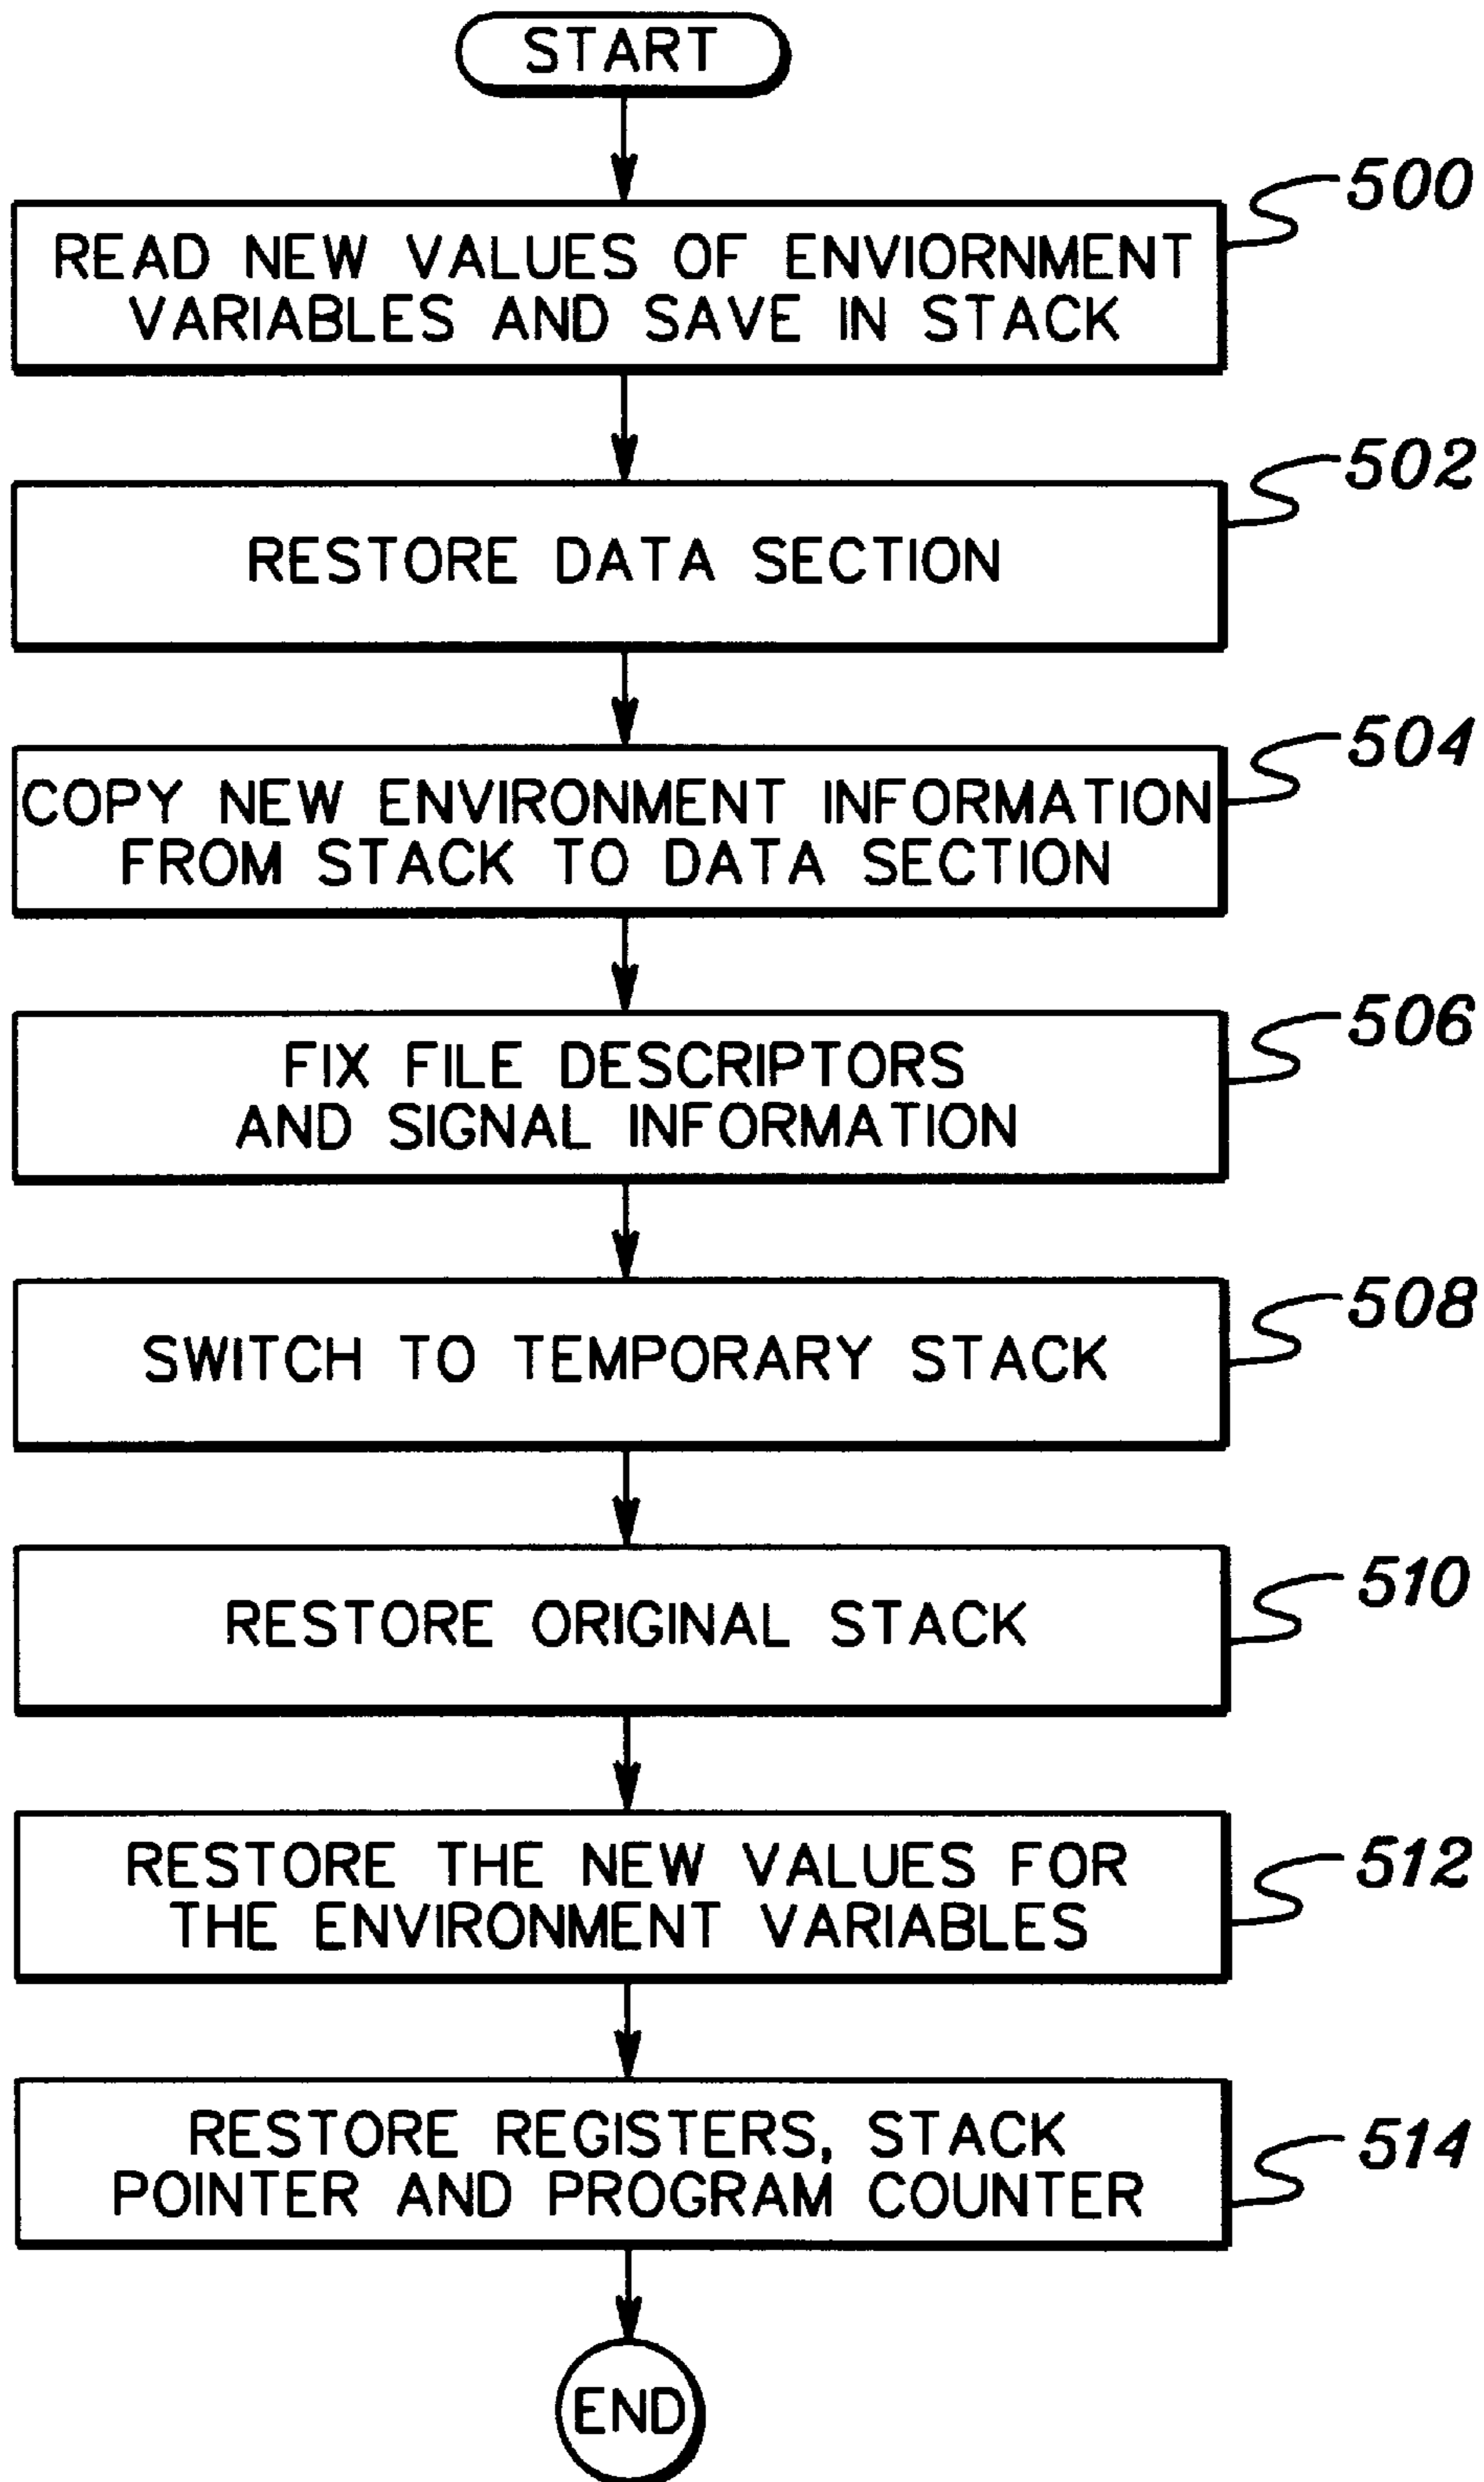 START
500
READ NEW VALUES OF ENVIORNMENT
VARIABLES AND SAVE IN STACK
502
RESTORE DATA SECTION
504
COPY NEW ENVIRONMENT INFORMATION
FROM STACK TO DATA SECTION
506
FIX FILE DESCRIPTORS
AND SIGNAL INFORMATION
508
SWITCH TO TEMPORARY STACK
510
RESTORE ORIGINAL STACK
512
RESTORE THE NEW VALUES FOR
THE ENVIRONMENT VARIABLES
514
RESTORE REGISTERS, STACK
POINTER AND PROGRAM COUNTER
END